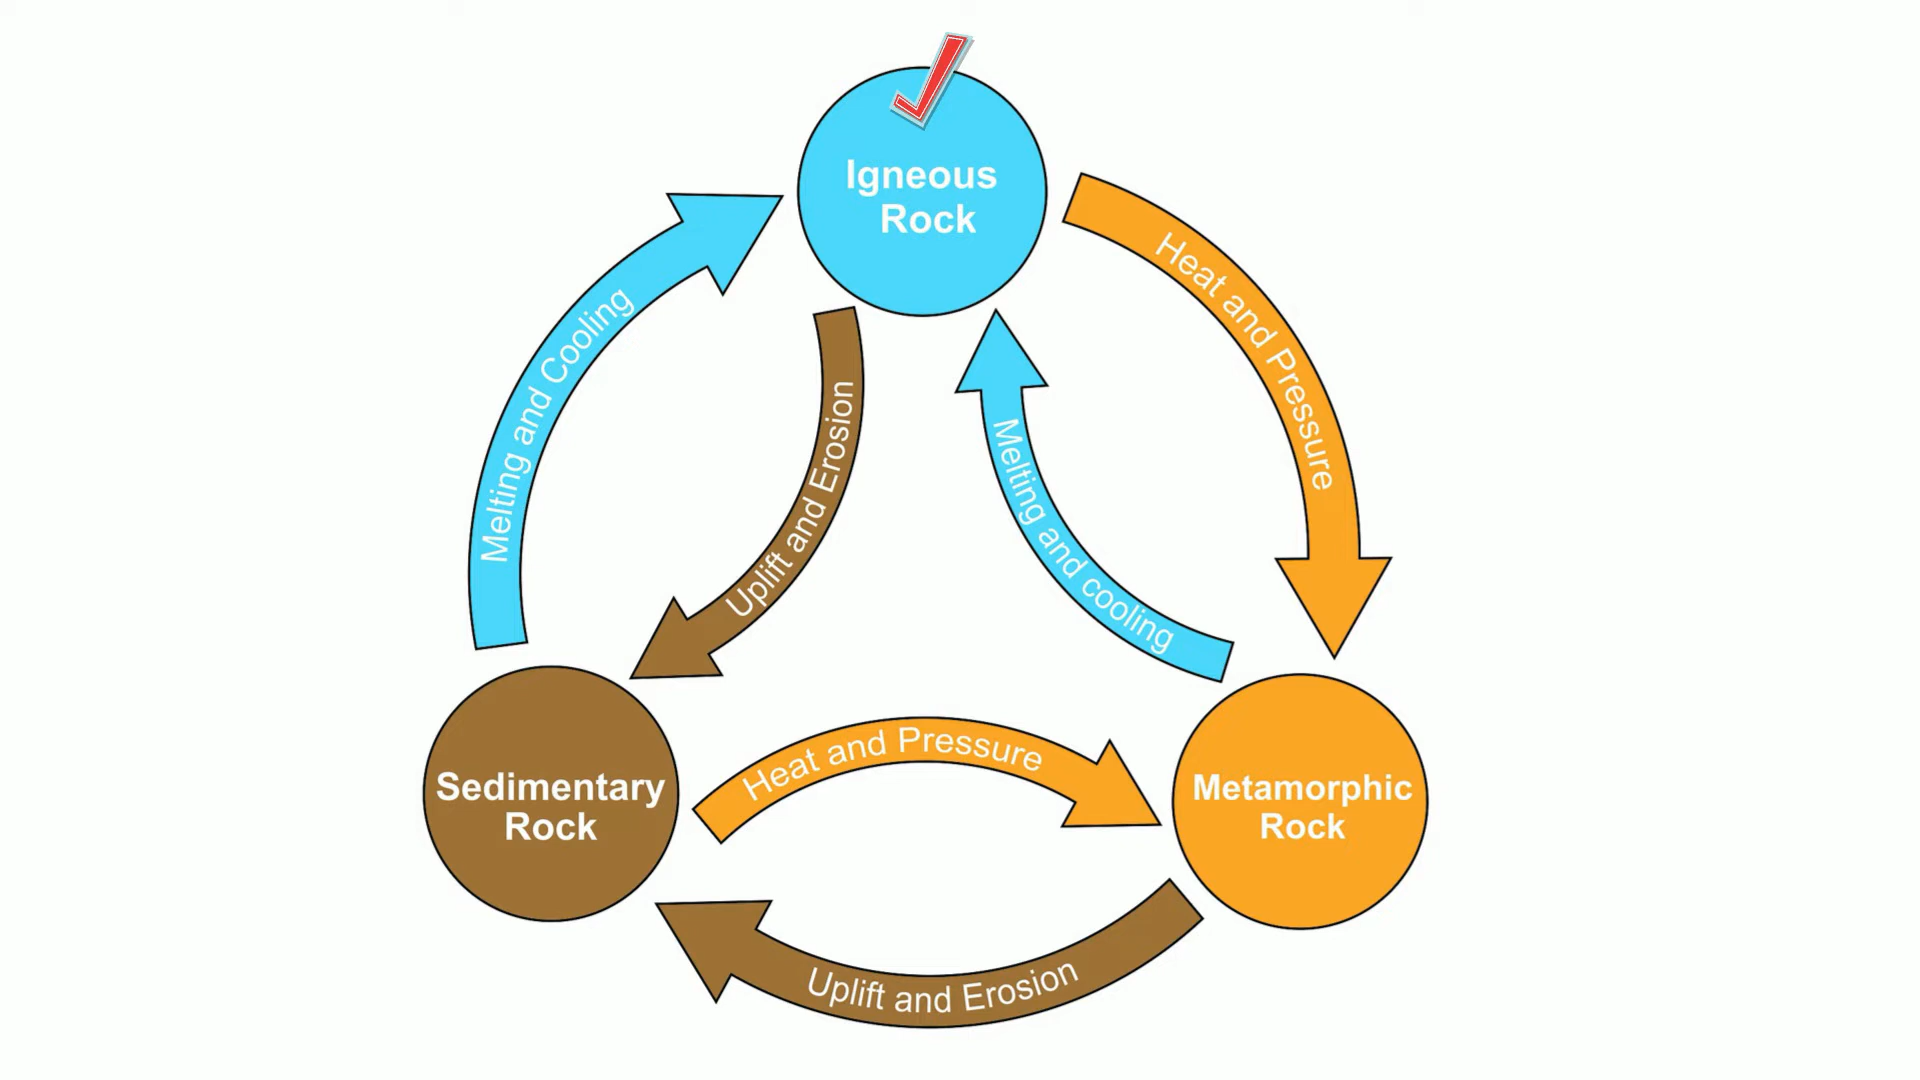 Igneous
Rock
Heat and Pressure
Melting and Cooling
Uplift and Erosion
Melting and cooling
Sedimentary
Rock
Heat and Pressure
Metamorphic
Rock
Uplift and Erosion